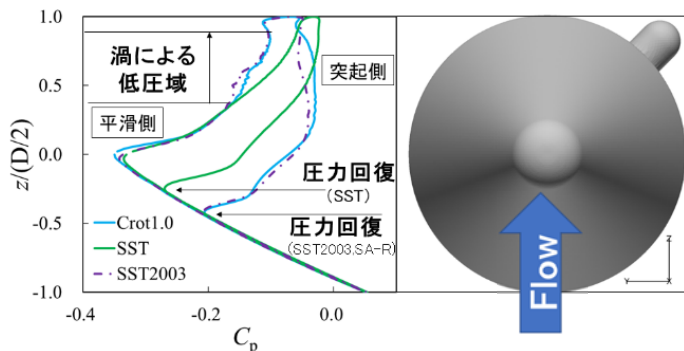 1.0
渦による
低圧域
突起側
0.5
平滑側
z/(D/2)
0.0
圧力回復
(SST)
-0.5
圧力回復
(SST2003,SA-R)
Crot1.0
SST
SST2003
-1.0
-0.4
-0.2
0.0
Cp
Flow
Z
Y
X